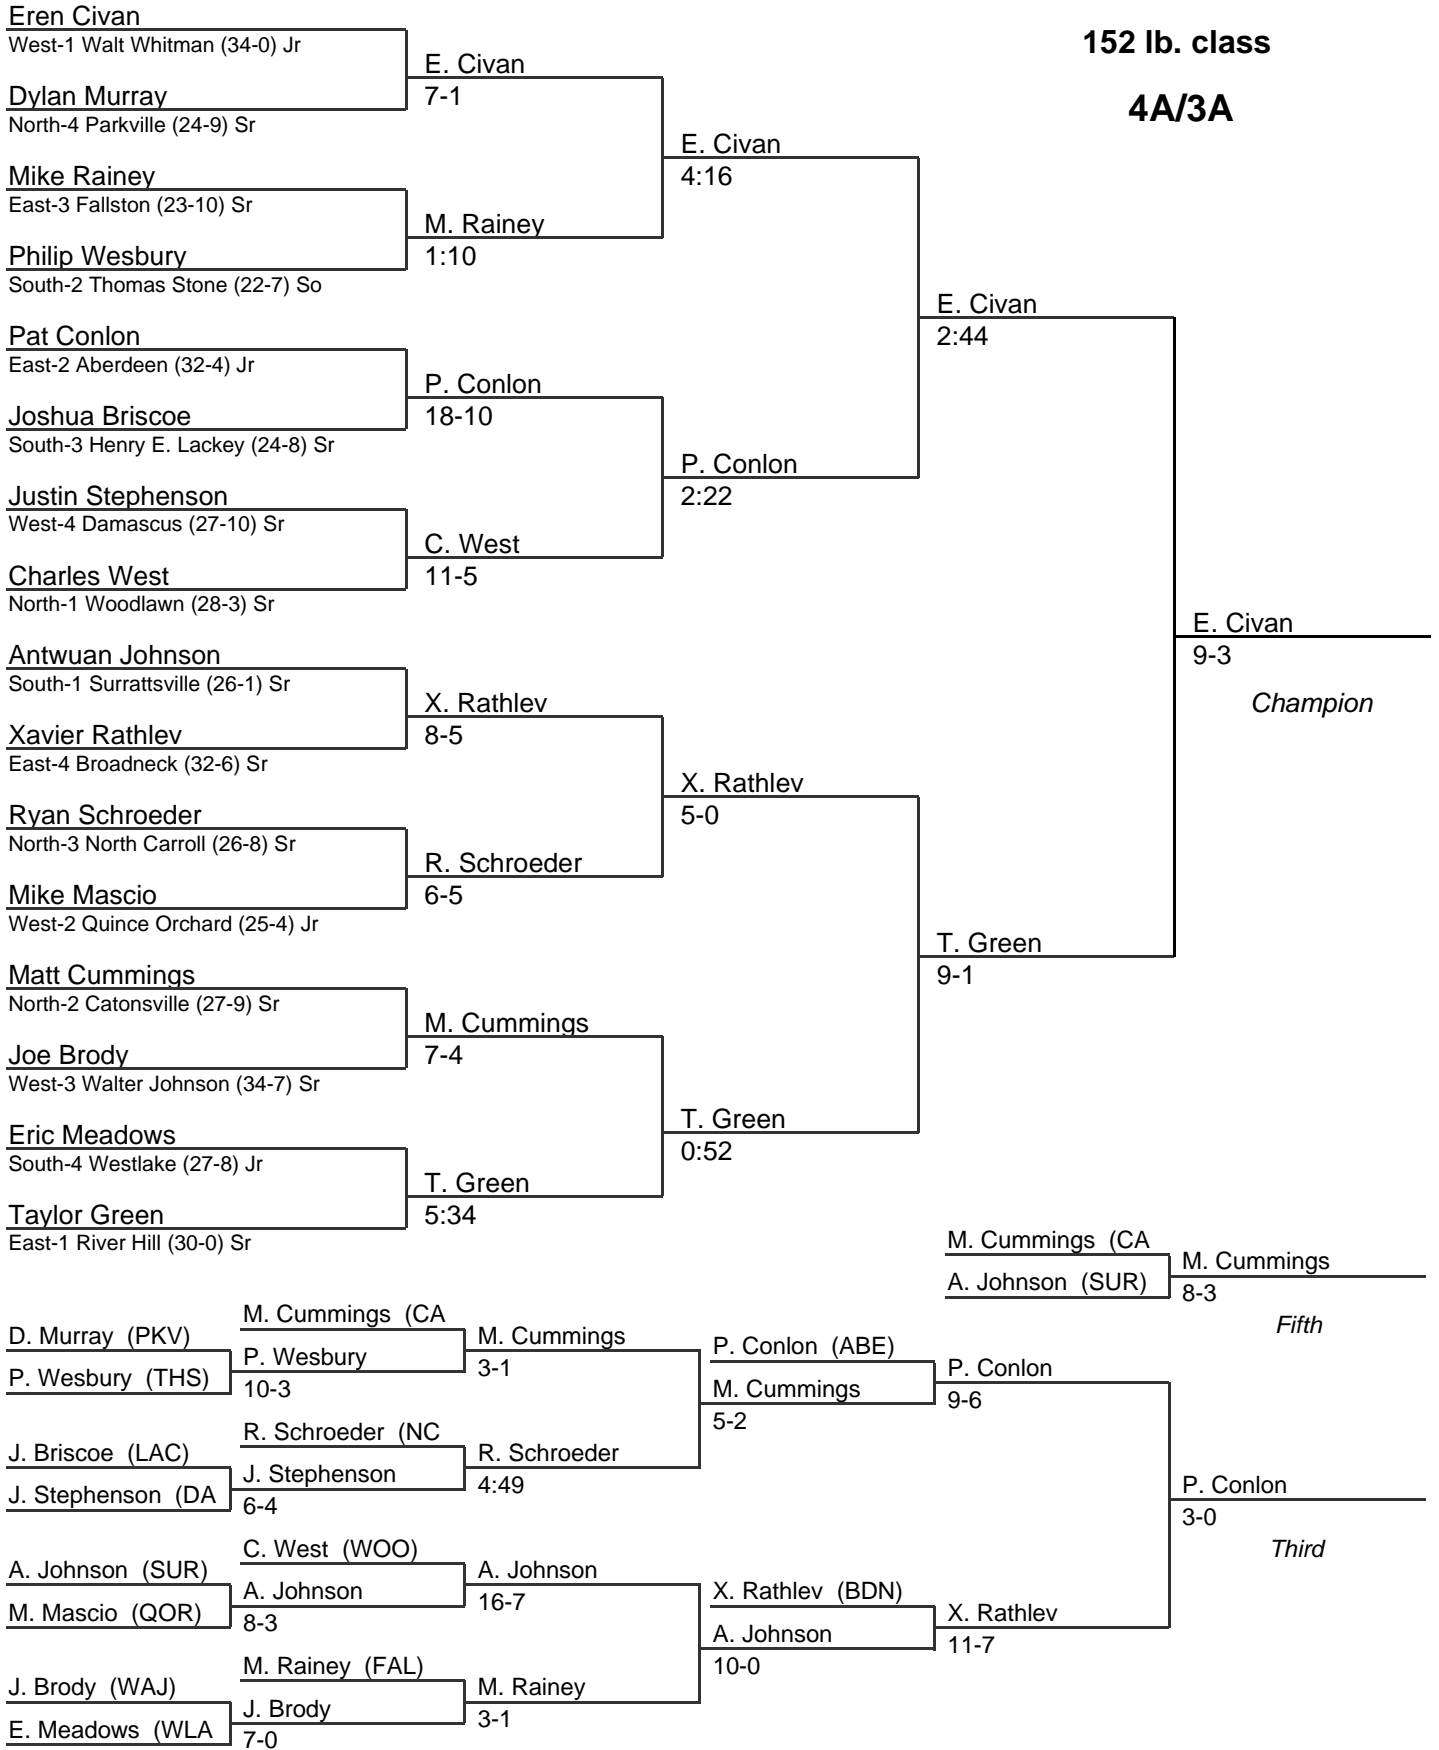 152 lb. class
4A/3A
Eren Civan
West-1 Walt Whitman (34-0) Jr
E. Civan
7-1
Dylan Murray
North-4 Parkville (24-9) Sr
E. Civan
4:16
Mike Rainey
East-3 Fallston (23-10) Sr
M. Rainey
1:10
Philip Wesbury
South-2 Thomas Stone (22-7) So
E. Civan
2:44
Pat Conlon
East-2 Aberdeen (32-4) Jr
P. Conlon
18-10
Joshua Briscoe
South-3 Henry E. Lackey (24-8) Sr
P. Conlon
2:22
Justin Stephenson
West-4 Damascus (27-10) Sr
C. West
11-5
Charles West
North-1 Woodlawn (28-3) Sr
E. Civan
9-3
Champion
Antwuan Johnson
South-1 Surrattsville (26-1) Sr
X. Rathlev
8-5
Xavier Rathlev
East-4 Broadneck (32-6) Sr
X. Rathlev
5-0
Ryan Schroeder
North-3 North Carroll (26-8) Sr
R. Schroeder
6-5
Mike Mascio
West-2 Quince Orchard (25-4) Jr
T. Green
9-1
Matt Cummings
North-2 Catonsville (27-9) Sr
M. Cummings
7-4
Joe Brody
West-3 Walter Johnson (34-7) Sr
T. Green
0:52
Eric Meadows
South-4 Westlake (27-8) Jr
T. Green
5:34
Taylor Green
East-1 River Hill (30-0) Sr
M. Cummings (CA
A. Johnson (SUR)
M. Cummings
8-3
Fifth
D. Murray (PKV)
P. Wesbury (THS)
M. Cummings (CA
P. Wesbury
10-3
M. Cummings
3-1
P. Conlon (ABE)
M. Cummings
5-2
P. Conlon
9-6
J. Briscoe (LAC)
J. Stephenson (DA
R. Schroeder (NC
J. Stephenson
6-4
R. Schroeder
4:49
P. Conlon
3-0
Third
A. Johnson (SUR)
M. Mascio (QOR)
C. West (WOO)
A. Johnson
8-3
A. Johnson
16-7
X. Rathlev (BDN)
A. Johnson
10-0
X. Rathlev
11-7
J. Brody (WAJ)
E. Meadows (WLA
M. Rainey (FAL)
J. Brody
7-0
M. Rainey
3-1